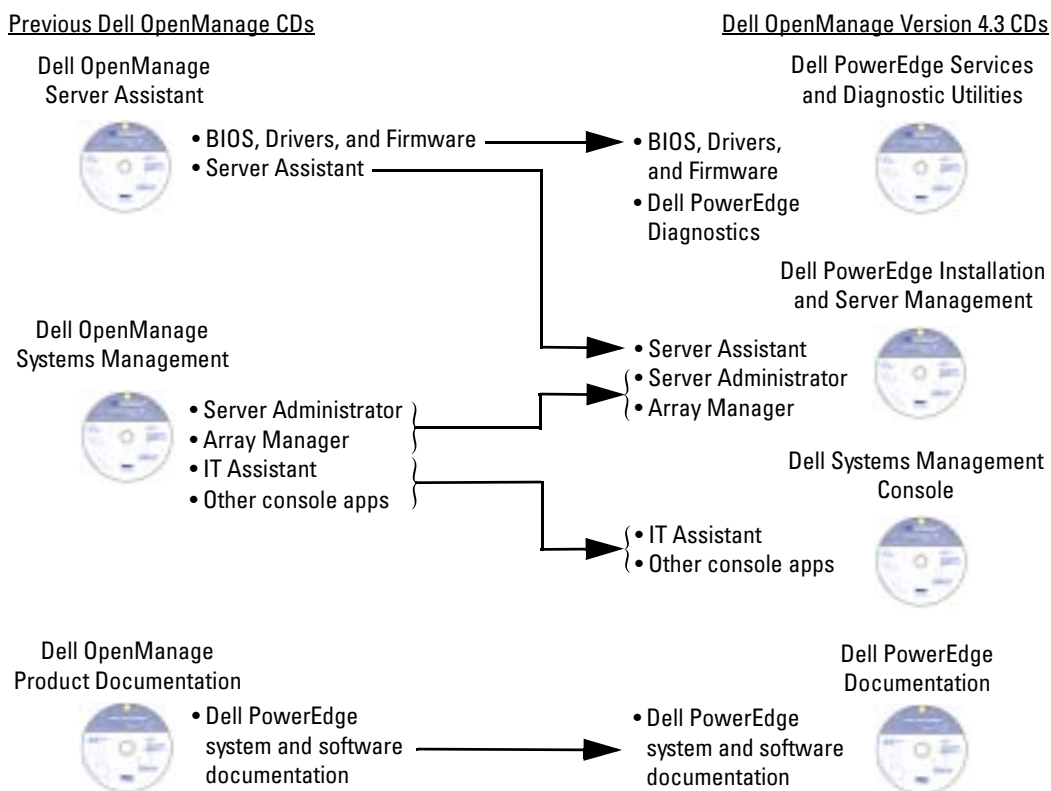 Previous Dell OpenManage CDs
Dell OpenManage Version 4.3 CDs
Dell OpenManage
Server Assistant
• BIOS, Drivers, and Firmware
• Server Assistant
Dell PowerEdge Services
and Diagnostic Utilities
• BIOS, Drivers,
and Firmware
• Dell PowerEdge
Diagnostics
Dell PowerEdge Installation
and Server Management
• Server Assistant
• Server Administrator
• Array Manager
Dell OpenManage
Systems Management
• Server Administrator
• Array Manager
• IT Assistant
• Other console apps
Dell Systems Management
Console
• IT Assistant
• Other console apps
Dell OpenManage
Product Documentation
• Dell PowerEdge
system and software
documentation
Dell PowerEdge
Documentation
• Dell PowerEdge
system and software
documentation